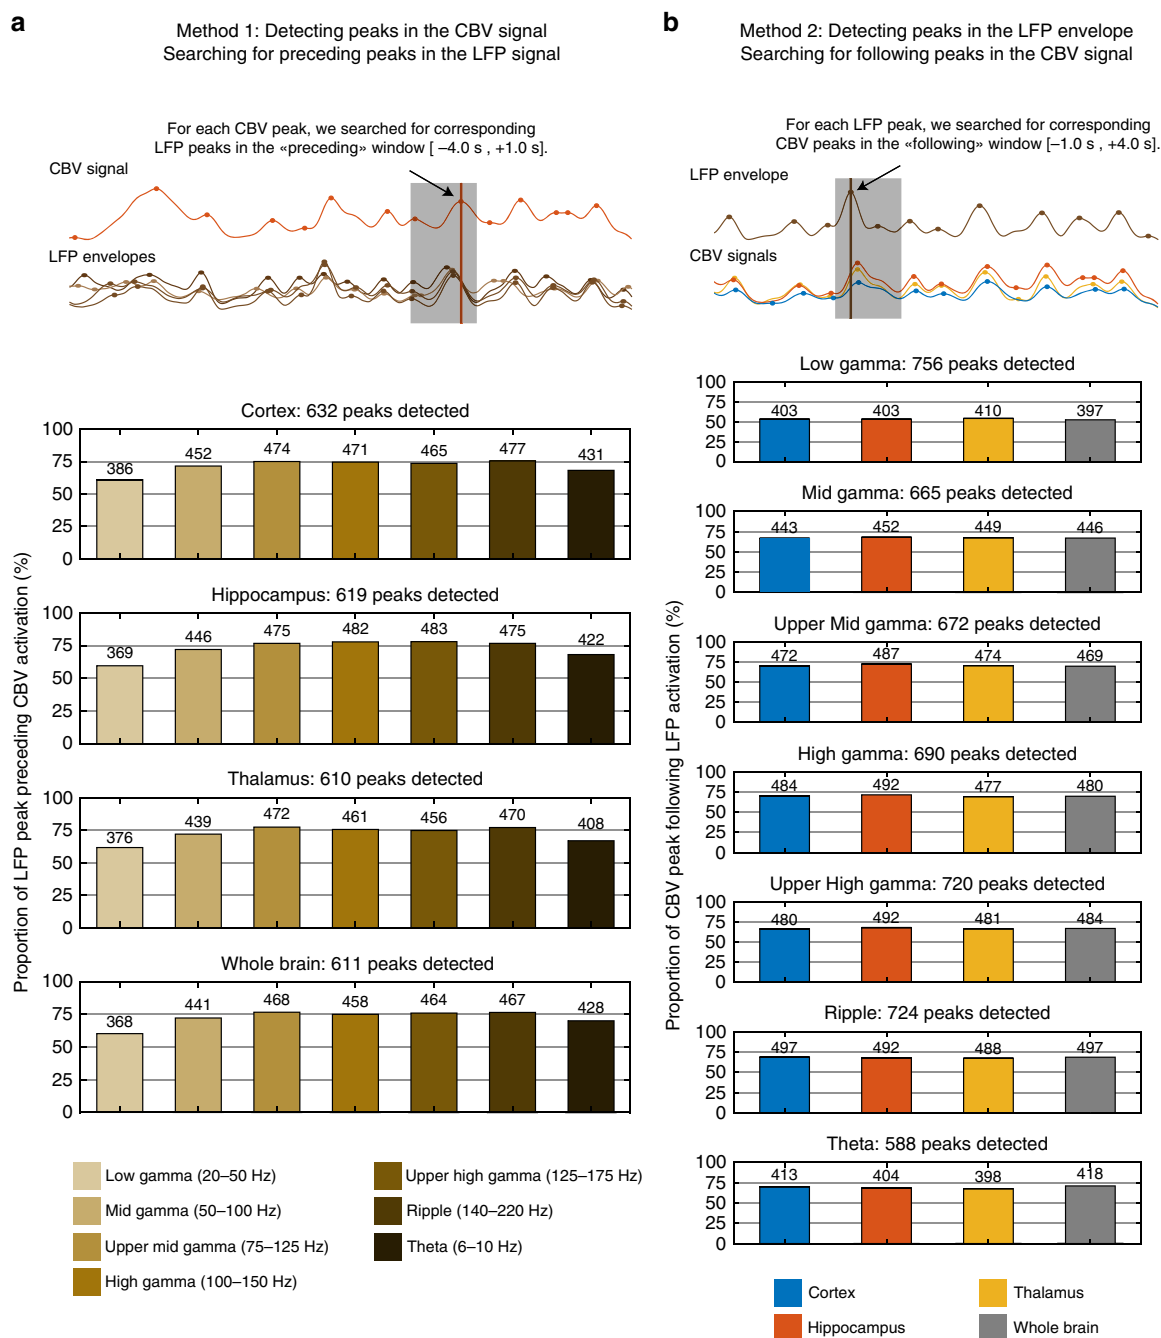 a
Method 1: Detecting peaks in the CBV signal
Searching for preceding peaks in the LFP signal
For each CBV peak, we searched for corresponding
LFP peaks in the «preceding» window [ –4.0 s , +1.0 s].
CBV signal
LFP envelopes
Proportion of LFP peak preceding CBV activation (%)
Cortex: 632 peaks detected
100
75
50
25
0
386
452
474
471
465
477
431
Hippocampus: 619 peaks detected
100
75
50
25
0
369
446
475
482
483
475
422
Thalamus: 610 peaks detected
100
75
50
25
0
376
439
472
461
456
470
408
Whole brain: 611 peaks detected
100
75
50
25
0
368
441
468
458
464
467
428
Low gamma (20–50 Hz)
Mid gamma (50–100 Hz)
Upper mid gamma (75–125 Hz)
High gamma (100–150 Hz)
Upper high gamma (125–175 Hz)
Ripple (140–220 Hz)
Theta (6–10 Hz)
b
Method 2: Detecting peaks in the LFP envelope
Searching for following peaks in the CBV signal
For each LFP peak, we searched for corresponding
CBV peaks in the «following» window [–1.0 s , +4.0 s].
LFP envelope
CBV signals
Proportion of CBV peak following LFP activation (%)
Low gamma: 756 peaks detected
100
75
50
25
0
403
403
410
397
Mid gamma: 665 peaks detected
100
75
50
25
0
443
452
449
446
Upper Mid gamma: 672 peaks detected
100
75
50
25
0
472
487
474
469
High gamma: 690 peaks detected
100
75
50
25
0
484
492
477
480
Upper High gamma: 720 peaks detected
100
75
50
25
0
480
492
481
484
Ripple: 724 peaks detected
100
75
50
25
0
497
492
488
497
Theta: 588 peaks detected
100
75
50
25
0
413
404
398
418
Cortex
Hippocampus
Thalamus
Whole brain